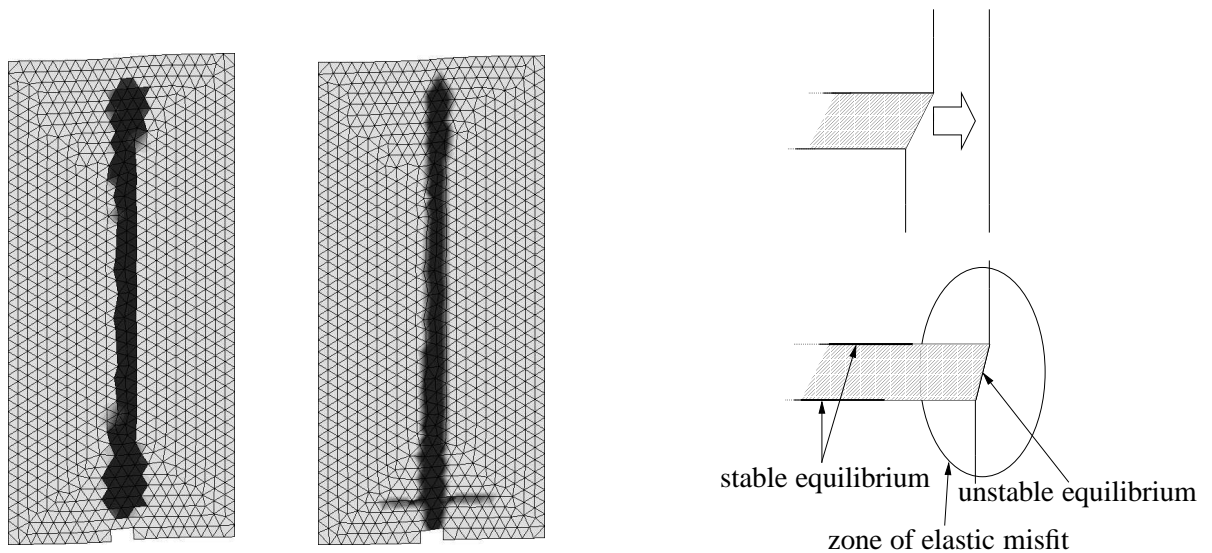 stable equilibrium
unstable equilibrium
zone of elastic misfit